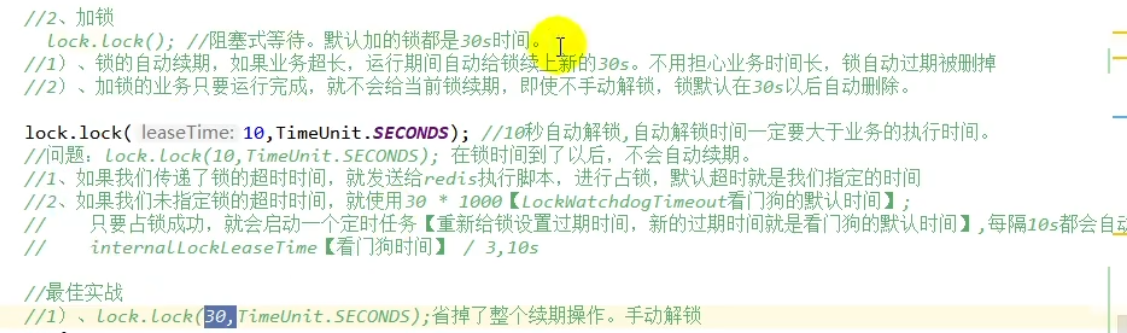 //2、加锁
lock.lock(); //阻塞式等待。默认加的锁都是30s时间。
//1）、锁的自动续期，如果业务超长，运行期间自动给锁续上新的30s。不用担心业务时间长，锁自动过期被删掉
//2）、加锁的业务只要运行完成，就不会给当前锁续期，即使不手动解锁，锁默认在30s以后自动删除。
lock.lock( leaseTime: 10,TimeUnit.SECONDS); //10秒自动解锁,自动解锁时间一定要大于业务的执行时间。
//问题：lock.lock(10,TimeUnit.SECONDS); 在锁时间到了以后，不会自动续期。
//1、如果我们传递了锁的超时时间，就发送给redis执行脚本，进行占锁，默认超时就是我们指定的时间
//2、如果我们未指定锁的超时时间，就使用30 * 1000【LockWatchdogTimeout看门狗的默认时间】;
// 只要占锁成功，就会启动一个定时任务【重新给锁设置过期时间，新的过期时间就是看门狗的默认时间】,每隔10s都会自动
// internalLockLeaseTime【看门狗时间】 / 3,10s
//最佳实战
//1）、lock.lock(30,TimeUnit.SECONDS);省掉了整个续期操作。手动解锁